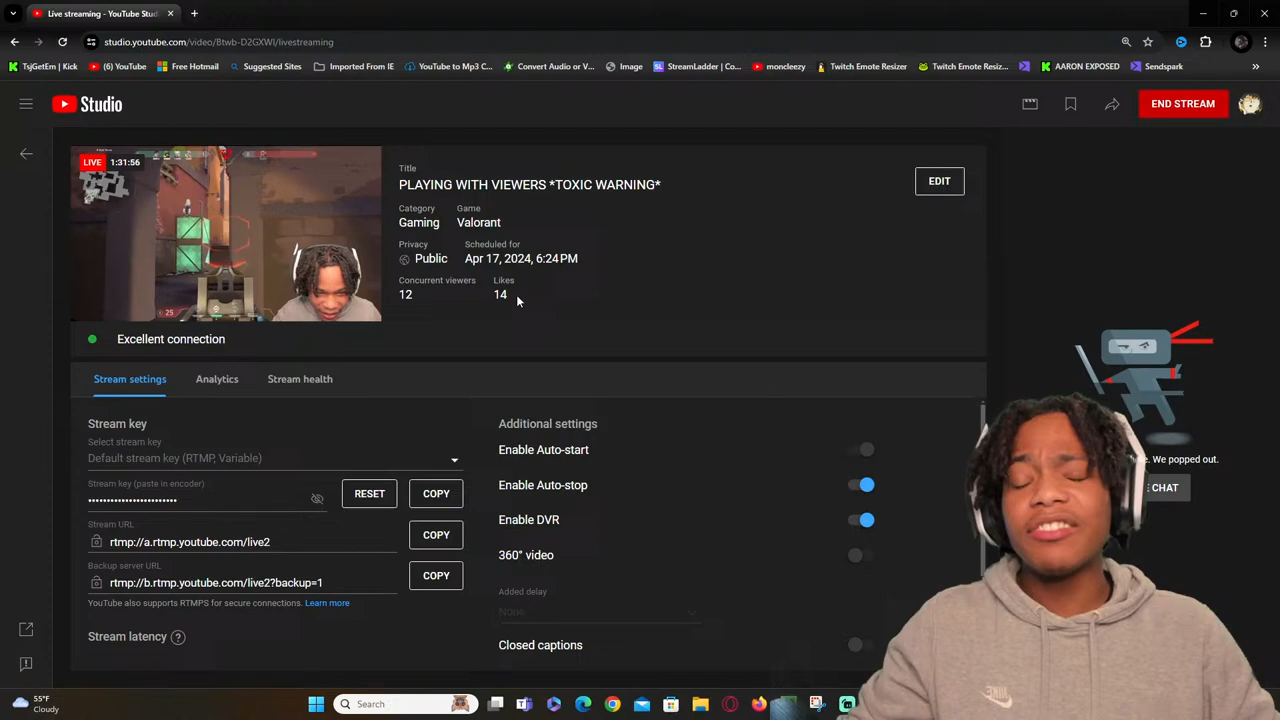 Live streaming - YouTube Stud
studio.youtube.com/video/8twb-D2GXWI/livestreaming
TsjGetEm | Kick
(6) YouTube
Free Hotmail
Suggested Sites
Imported From IE
YouTube to Mp3 C...
Convert Audio or V...
Image
StreamLadder | Co...
mondeezy
Twitch Emote Resizer
Twitch Emote Resiz...
AARON EXPOSED
Sendspark
Studio
END STREAM
LIVE 1:31:56
25
Title
PLAYING WITH VIEWERS *TOXIC WARNING*
EDIT
Category Game
Gaming Valorant
Privacy Scheduled for
Public Apr 17, 2024, 6:24 PM
Concurrent viewers Likes
12 14
Excellent connection
Stream settings Analytics Stream health
Stream key
Select stream key
Default stream key (RTMP, Variable)
Stream key (paste in encoder)
RESET COPY
Stream URL
rtmp://a.rtmp.youtube.com/live2
COPY
Backup server URL
rtmp://b.rtmp.youtube.com/live2?backup=1
COPY
YouTube also supports RTMPS for secure connections. Learn more
Stream latency ?
Additional settings
Enable Auto-start
Enable Auto-stop
Enable DVR
360° video
Added delay
None
Closed captions
We popped out.
CHAT
NIKE
55°F
Cloudy
Search